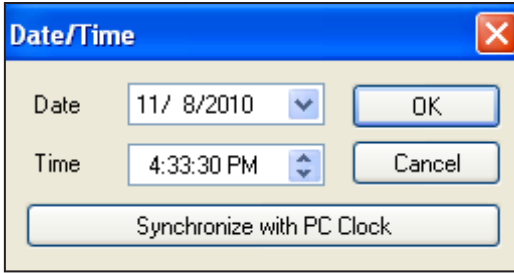 Date/Time
Date 11/ 8/2010 OK
Time 4:33:30 PM Cancel
Synchronize with PC Clock